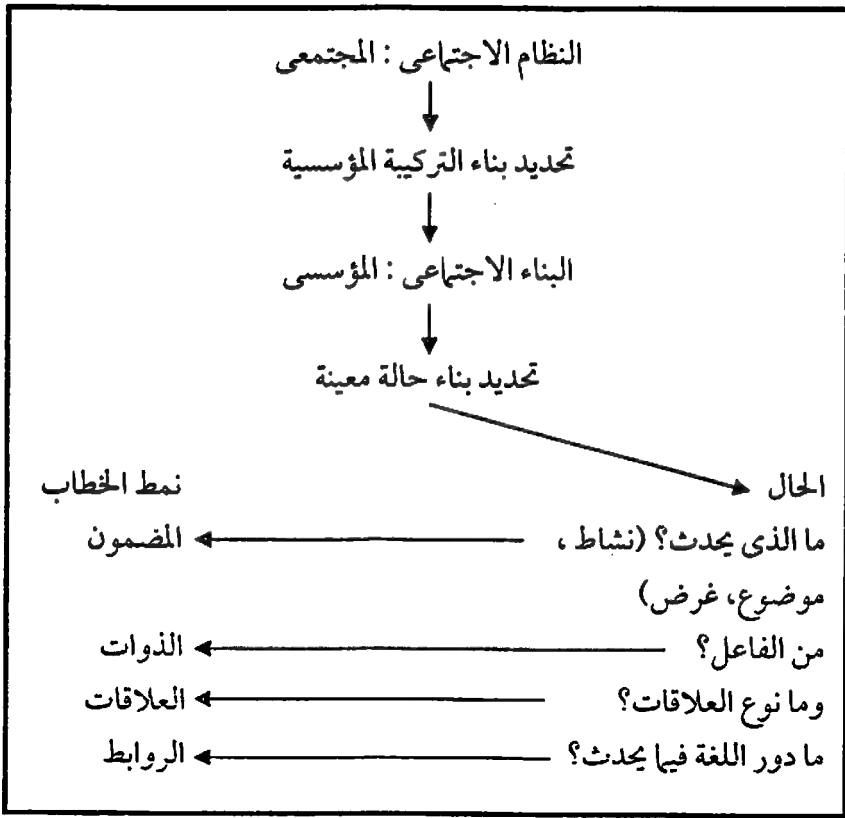 النظام الاجتماعى : المجتمعى
تحديد بناء التركيبة المؤسسية
البناء الاجتماعى : المؤسسى
تحديد بناء حالة معينة
الحال نمط الخطاب
ما الذى يحدث؟ (نشاط ، المضمون
موضوع، غرض)
من الفاعل؟ الذوات
وما نوع العلاقات؟ العلاقات
ما دور اللغة فيما يحدث؟ الروابط